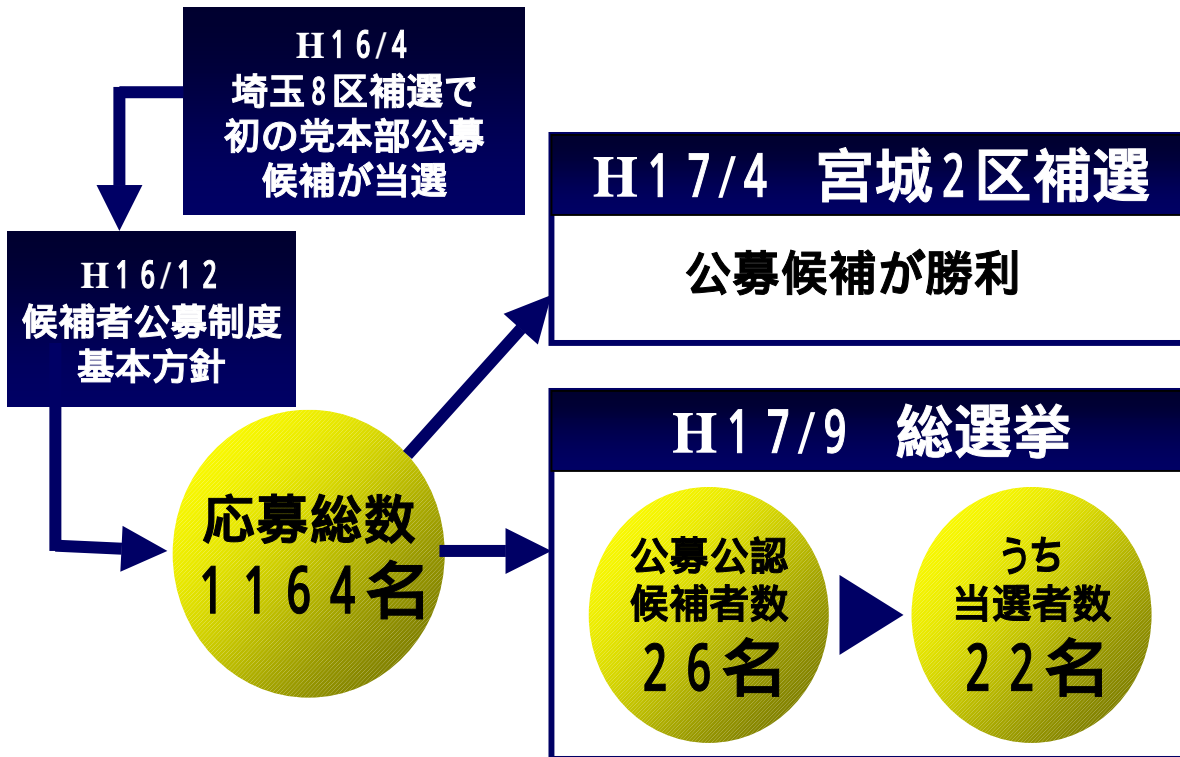 H16/4
埼玉8区補選で
初の党本部公募
候補が当選
H16/12
候補者公募制度
基本方針
応募総数
1164名
H17/4　宮城2区補選
公募候補が勝利
H17/9　総選挙
公募公認
候補者数
26名
うち
当選者数
22名